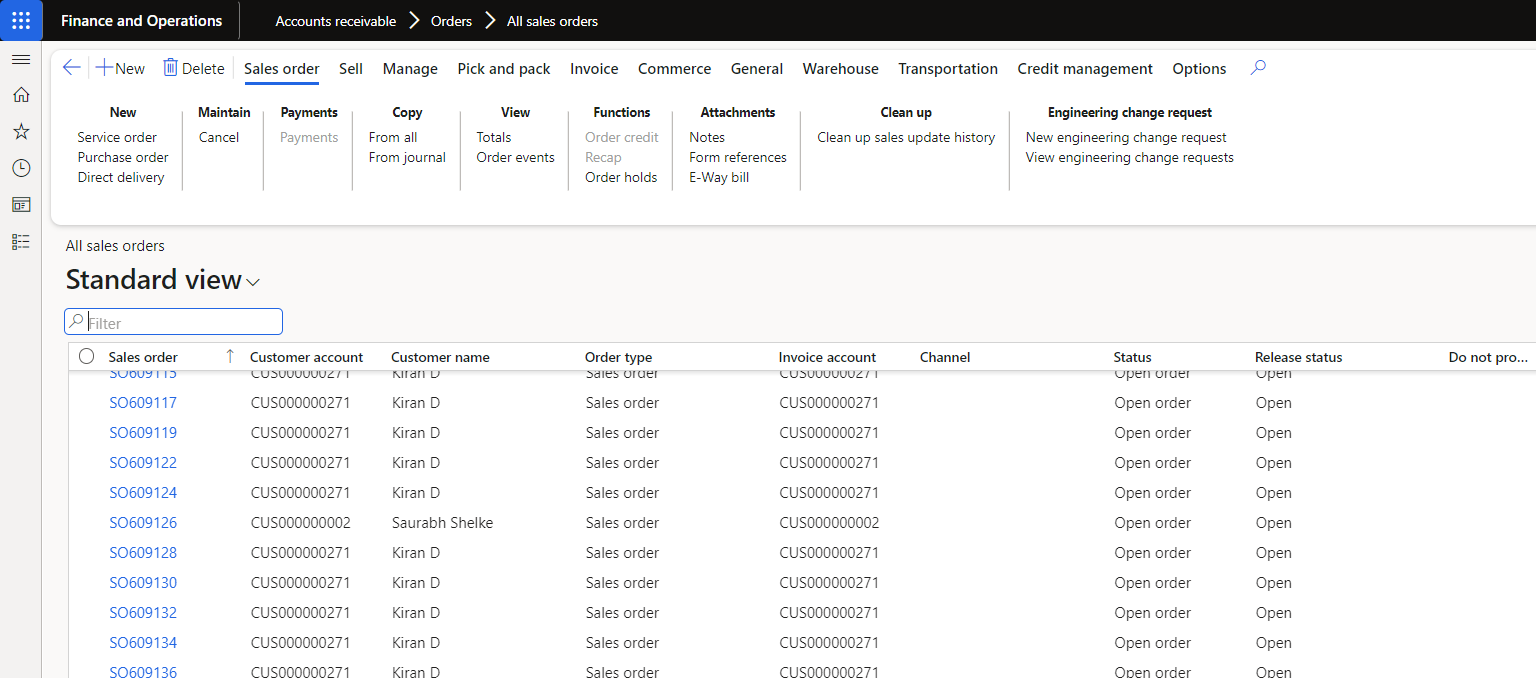 Finance and Operations Accounts receivable Orders All sales orders
New Delete Sales order Sell Manage Pick and pack Invoice Commerce General Warehouse Transportation Credit management Options
New Maintain Payments Copy View Functions Attachments Clean up Engineering change request
Service order Cancel Payments From all Totals Order credit Notes Clean up sales update history New engineering change request
Purchase order From journal Order events Recap Form references View engineering change requests
Direct delivery Order holds E-Way bill
All sales orders
Standard view
Filter
Sales order Customer account Customer name Order type Invoice account Channel Status Release status Do not pro...
SO609115 CUS000000271 Kiran D Sales order CUS000000271 Open order Open
SO609117 CUS000000271 Kiran D Sales order CUS000000271 Open order Open
SO609119 CUS000000271 Kiran D Sales order CUS000000271 Open order Open
SO609122 CUS000000271 Kiran D Sales order CUS000000271 Open order Open
SO609124 CUS000000271 Kiran D Sales order CUS000000271 Open order Open
SO609126 CUS000000002 Saurabh Shelke Sales order CUS000000002 Open order Open
SO609128 CUS000000271 Kiran D Sales order CUS000000271 Open order Open
SO609130 CUS000000271 Kiran D Sales order CUS000000271 Open order Open
SO609132 CUS000000271 Kiran D Sales order CUS000000271 Open order Open
SO609134 CUS000000271 Kiran D Sales order CUS000000271 Open order Open
SO609136 CUS000000271 Kiran D Sales order CUS000000271 Open order Open